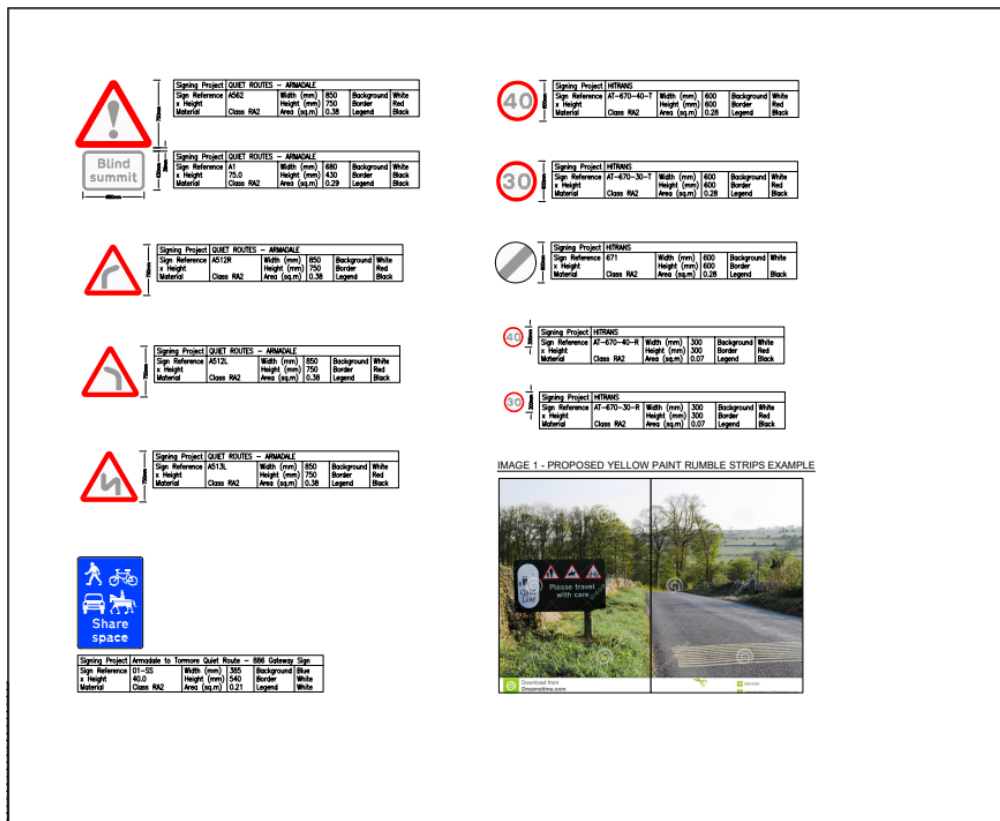 Signing Project QUIET ROUTES - ARMADALE
Sign Reference A562 Width (mm) 850 Background White
x Height Height (mm) 750 Border Red
Material Class RA2 Area (sq.m) 0.38 Legend Black
750mm
Blind
summit
Signing Project QUIET ROUTES - ARMADALE
Sign Reference A1 Width (mm) 680 Background White
x Height 75.0 Height (mm) 430 Border Red
Material Class RA2 Area (sq.m) 0.29 Legend Black
Signing Project QUIET ROUTES - ARMADALE
Sign Reference A512R Width (mm) 850 Background White
x Height Height (mm) 750 Border Red
Material Class RA2 Area (sq.m) 0.38 Legend Black
750mm
Signing Project QUIET ROUTES - ARMADALE
Sign Reference A512L Width (mm) 850 Background White
x Height Height (mm) 750 Border Red
Material Class RA2 Area (sq.m) 0.38 Legend Black
750mm
Signing Project QUIET ROUTES - ARMADALE
Sign Reference A513L Width (mm) 850 Background White
x Height Height (mm) 750 Border Red
Material Class RA2 Area (sq.m) 0.38 Legend Black
750mm
Share
space
Signing Project Armadale to Tormore Quiet Route - 886 Gateway Sign
Sign Reference 01-SS Width (mm) 385 Background Blue
x Height 40.0 Height (mm) 540 Border White
Material Class RA2 Area (sq.m) 0.21 Legend White
40
600mm
Signing Project HITRANS
Sign Reference AT-670-40-T Width (mm) 600 Background White
x Height Height (mm) 600 Border Red
Material Class RA2 Area (sq.m) 0.28 Legend Black
30
600mm
Signing Project HITRANS
Sign Reference AT-670-30-T Width (mm) 600 Background White
x Height Height (mm) 600 Border Red
Material Class RA2 Area (sq.m) 0.28 Legend Black
600mm
Signing Project HITRANS
Sign Reference 671 Width (mm) 600 Background White
x Height Height (mm) 600 Border
Material Class RA2 Area (sq.m) 0.28 Legend Black
40
300mm
Signing Project HITRANS
Sign Reference AT-670-40-R Width (mm) 300 Background White
x Height Height (mm) 300 Border Red
Material Class RA2 Area (sq.m) 0.07 Legend Black
30
300mm
Signing Project HITRANS
Sign Reference AT-670-30-R Width (mm) 300 Background White
x Height Height (mm) 300 Border Red
Material Class RA2 Area (sq.m) 0.07 Legend Black
IMAGE 1 - PROPOSED YELLOW PAINT RUMBLE STRIPS EXAMPLE
Quiet
Lane
Please travel
with care
Download from
Dreamstime.com